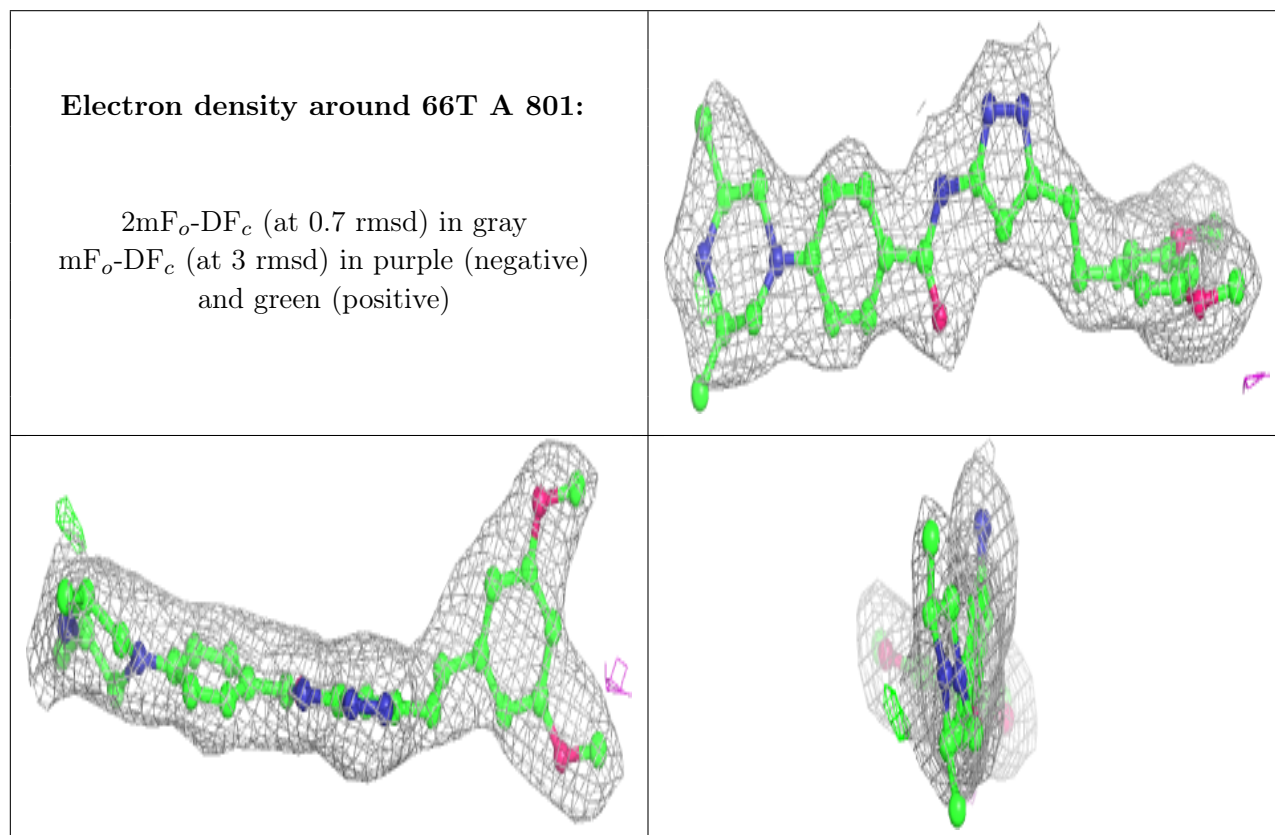 Electron density around 66T A 801:
2mFo-DFc (at 0.7 rmsd) in gray
mFo-DFc (at 3 rmsd) in purple (negative)
and green (positive)